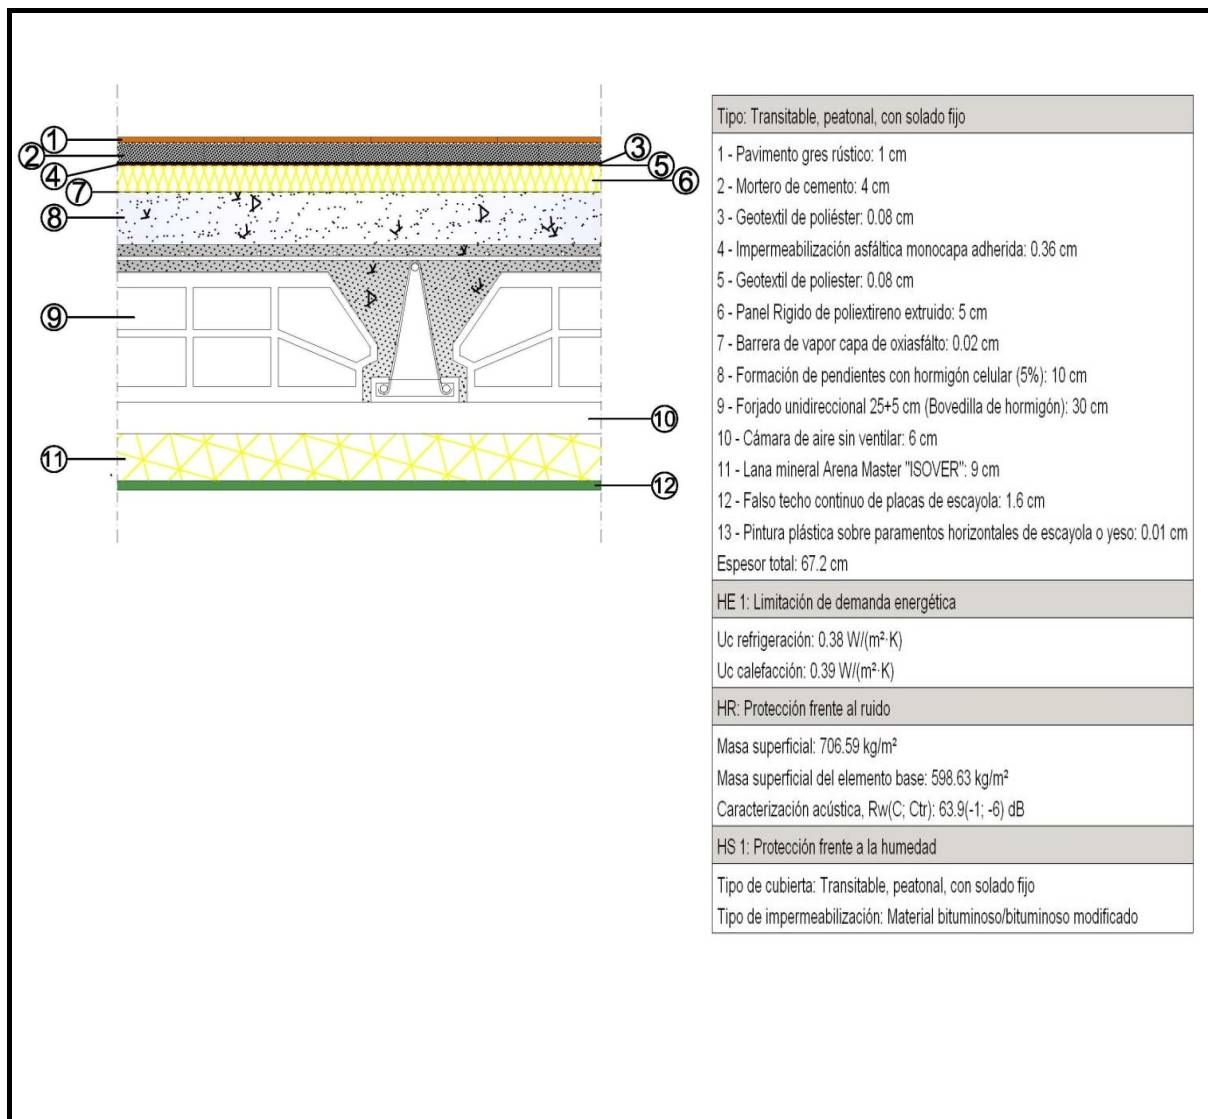 1
2
4
7
8
9
11
3
5
6
10
12
Tipo: Transitable, peatonal, con solado fijo
1 - Pavimento gres rústico: 1 cm
2 - Mortero de cemento: 4 cm
3 - Geotextil de poliéster: 0.08 cm
4 - Impermeabilización asfáltica monocapa adherida: 0.36 cm
5 - Geotextil de poliester: 0.08 cm
6 - Panel Rigido de poliextireno extruido: 5 cm
7 - Barrera de vapor capa de oxiasfálto: 0.02 cm
8 - Formación de pendientes con hormigón celular (5%): 10 cm
9 - Forjado unidireccional 25+5 cm (Bovedilla de hormigón): 30 cm
10 - Cámara de aire sin ventilar: 6 cm
11 - Lana mineral Arena Master "ISOVER": 9 cm
12 - Falso techo continuo de placas de escayola: 1.6 cm
13 - Pintura plástica sobre paramentos horizontales de escayola o yeso: 0.01 cm
Espesor total: 67.2 cm
HE 1: Limitación de demanda energética
Uc refrigeración: 0.38 W/(m²·K)
Uc calefacción: 0.39 W/(m²·K)
HR: Protección frente al ruido
Masa superficial: 706.59 kg/m²
Masa superficial del elemento base: 598.63 kg/m²
Caracterización acústica, Rw(C; Ctr): 63.9(-1; -6) dB
HS 1: Protección frente a la humedad
Tipo de cubierta: Transitable, peatonal, con solado fijo
Tipo de impermeabilización: Material bituminoso/bituminoso modificado